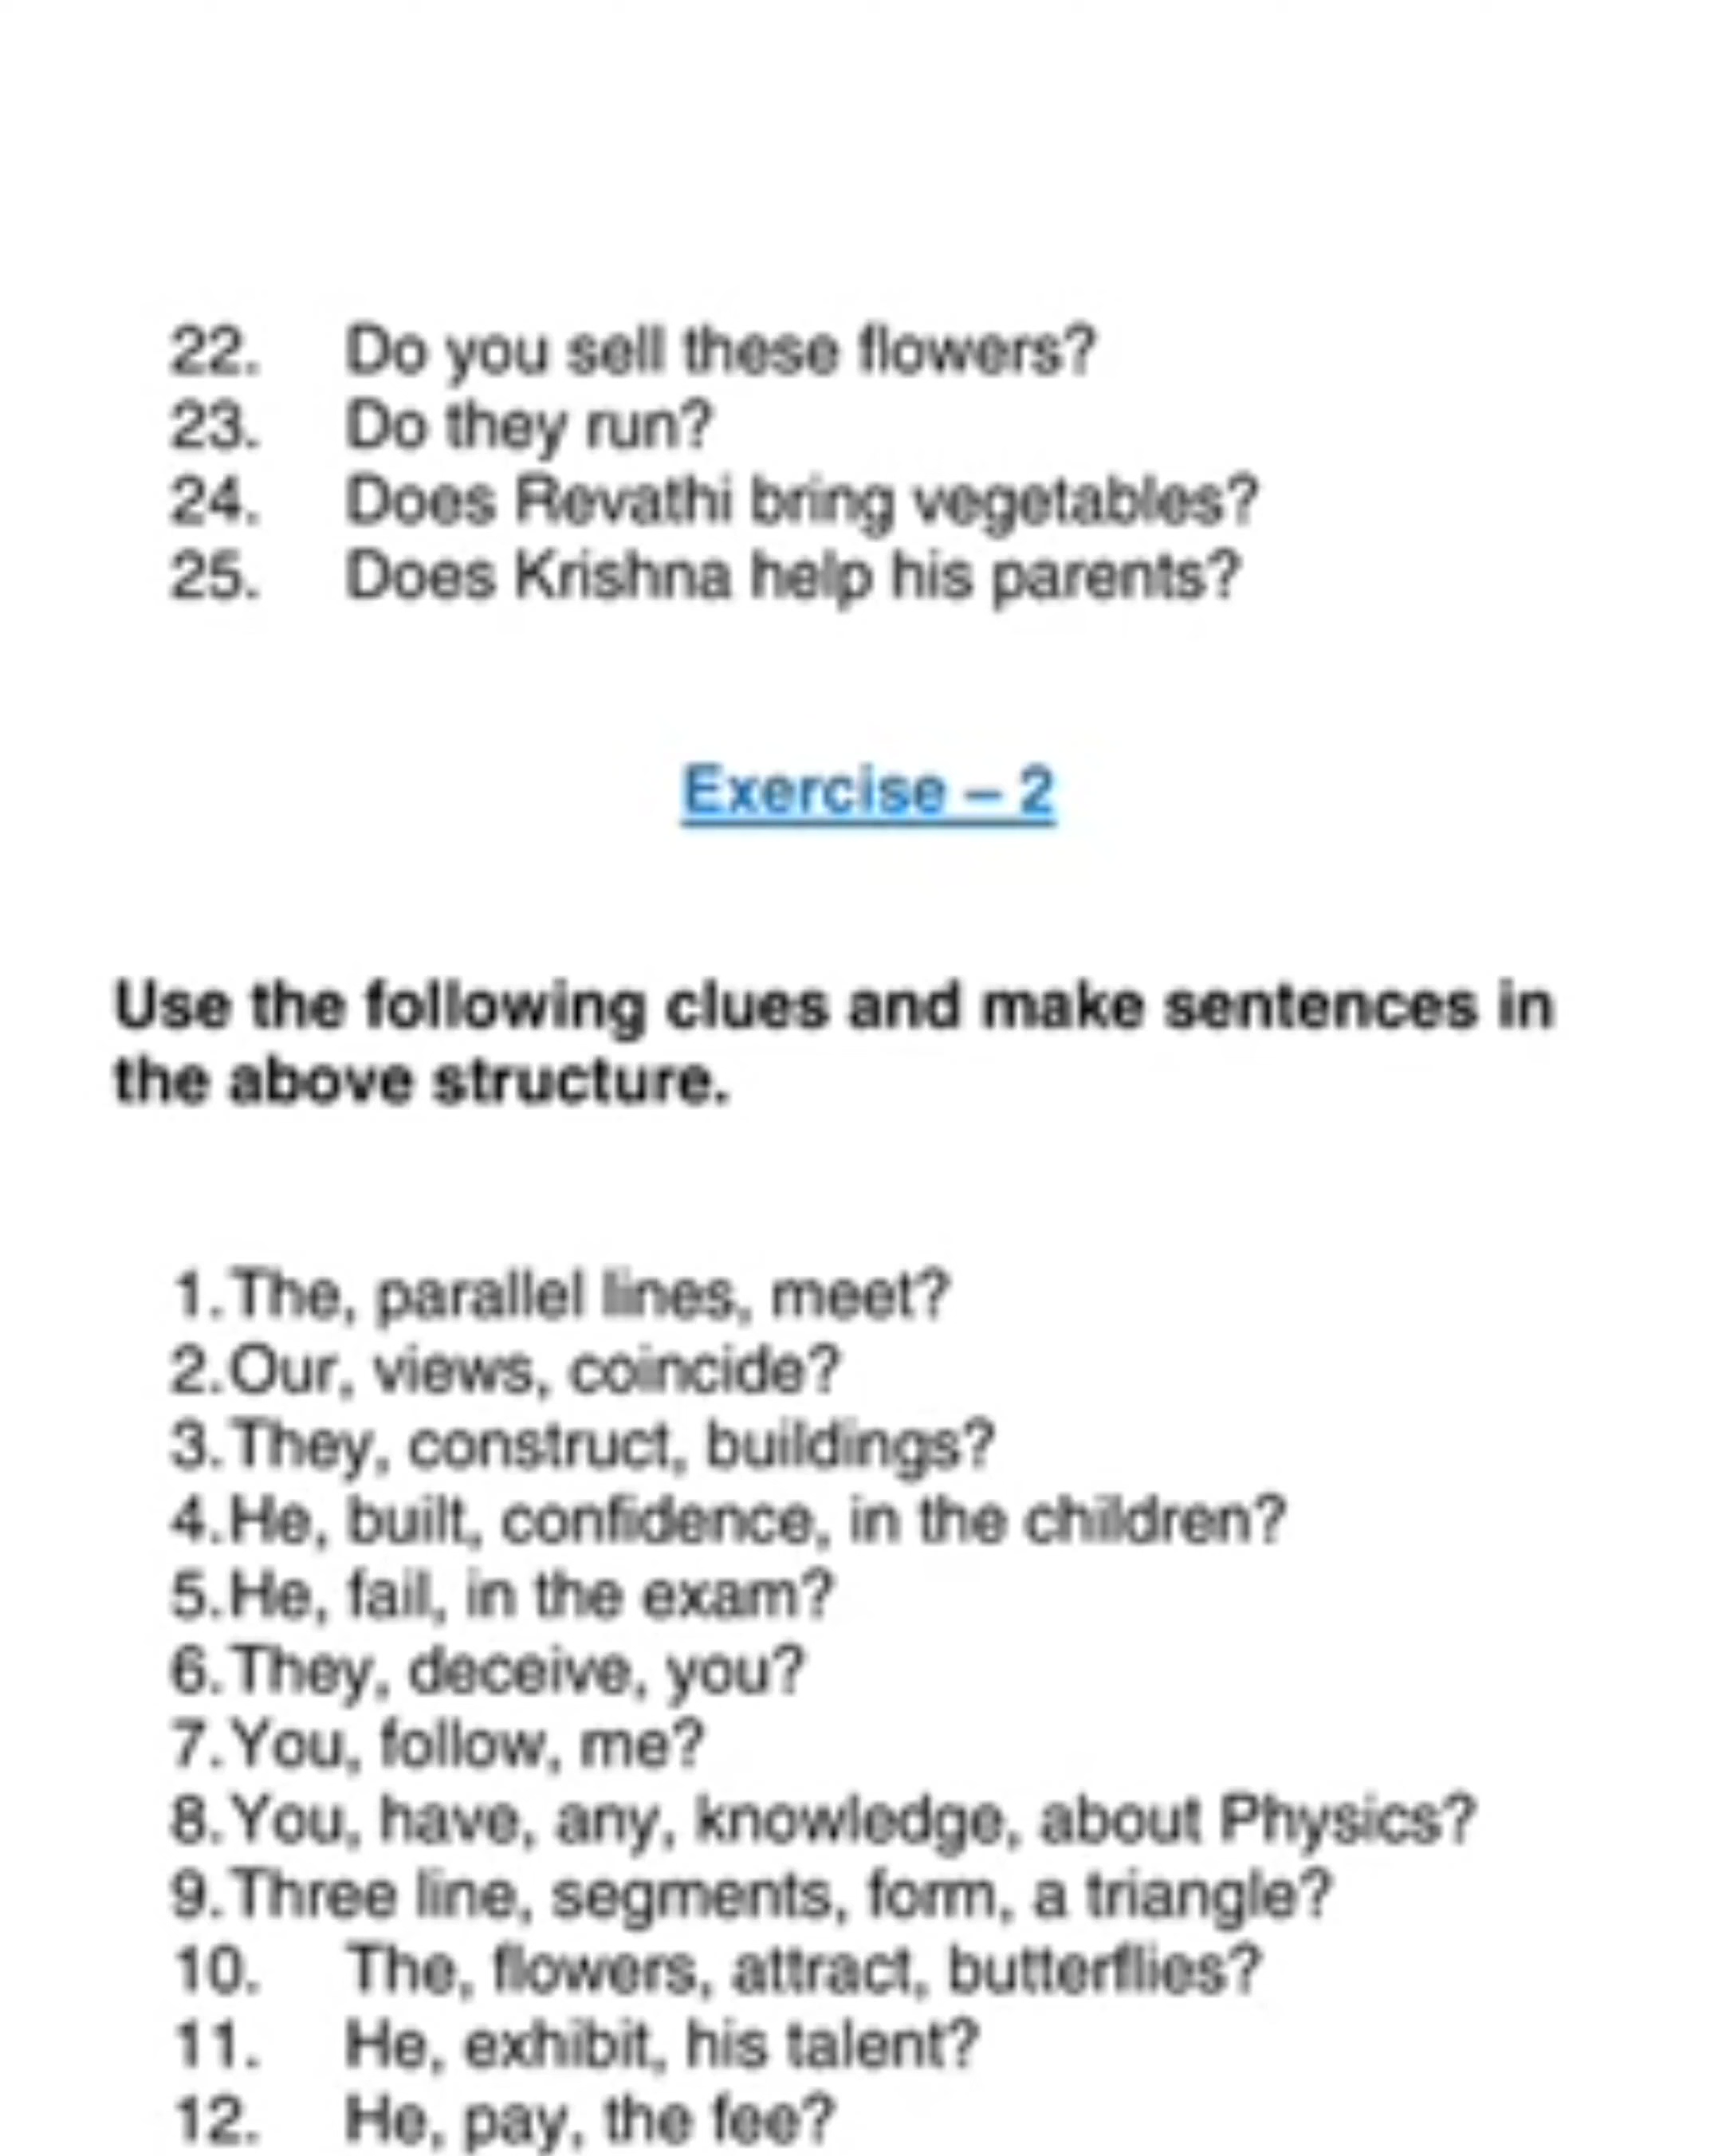 22. Do you sell these flowers?
23. Do they run?
24. Does Revathi bring vegetables?
25. Does Krishna help his parents?
Exercise – 2
Use the following clues and make sentences in
the above structure.
1. The, parallel lines, meet?
2. Our, views, coincide?
3. They, construct, buildings?
4. He, built, confidence, in the children?
5. He, fail, in the exam?
6. They, deceive, you?
7. You, follow, me?
8. You, have, any, knowledge, about Physics?
9. Three line, segments, form, a triangle?
10. The, flowers, attract, butterflies?
11. He, exhibit, his talent?
12. He, pay, the fee?